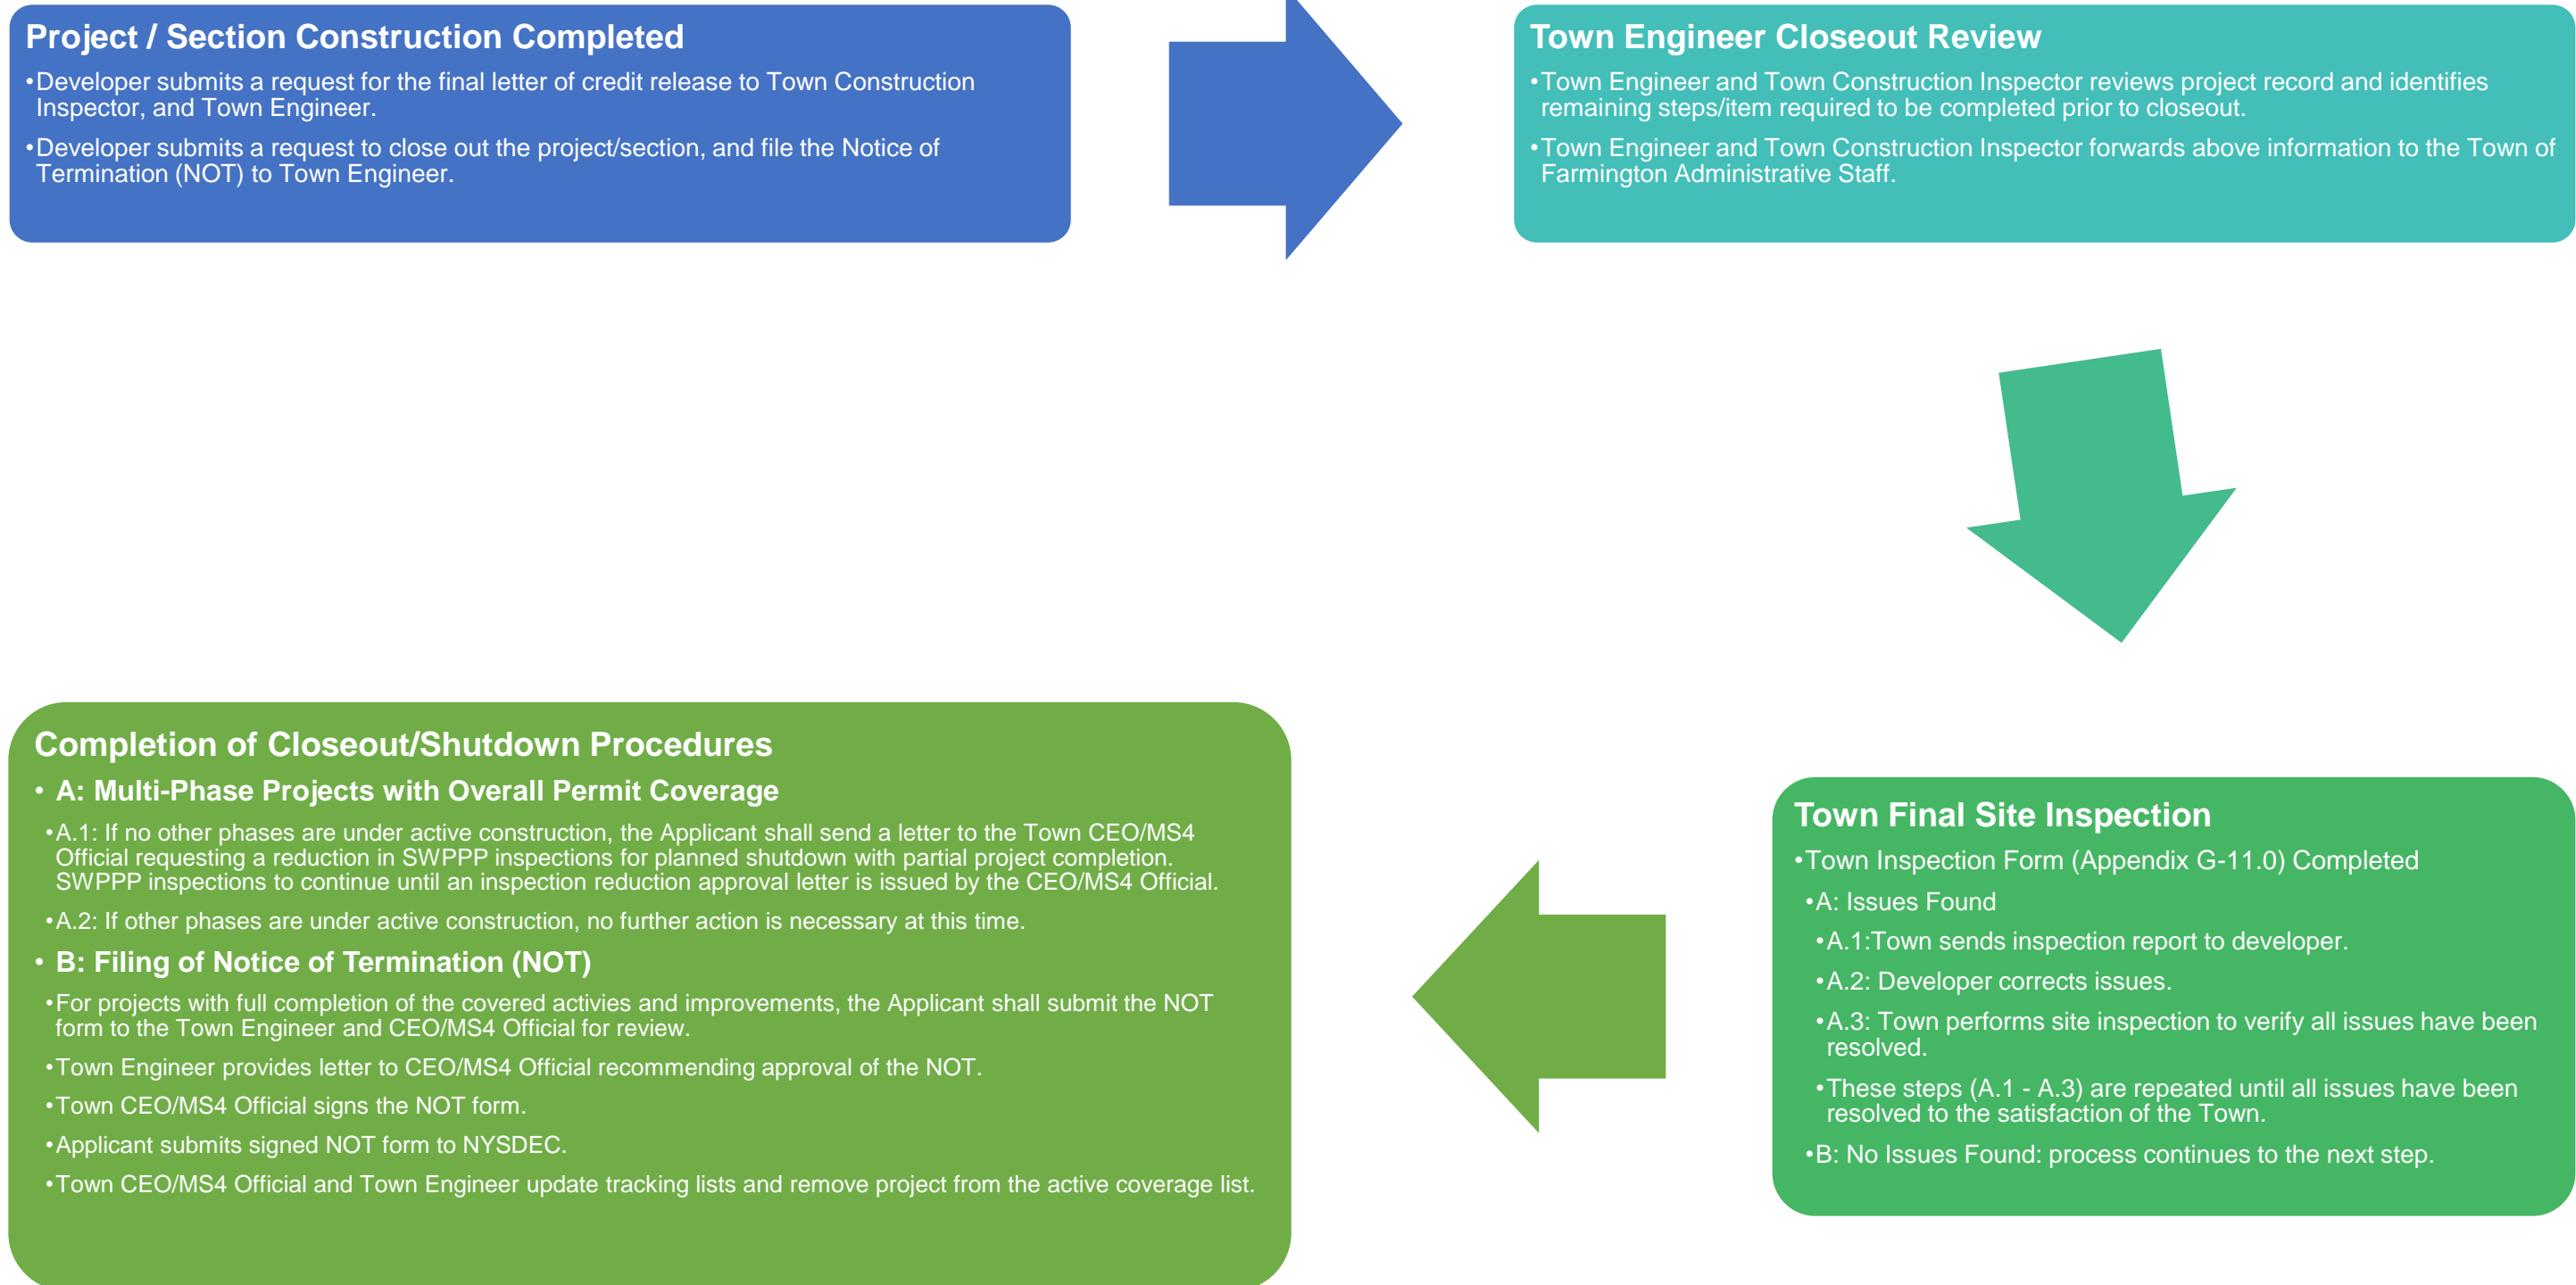 Project / Section Construction Completed
•Developer submits a request for the final letter of credit release to Town Construction
Inspector, and Town Engineer.
•Developer submits a request to close out the project/section, and file the Notice of
Termination (NOT) to Town Engineer.
Town Engineer Closeout Review
•Town Engineer and Town Construction Inspector reviews project record and identifies
remaining steps/item required to be completed prior to closeout.
•Town Engineer and Town Construction Inspector forwards above information to the Town of
Farmington Administrative Staff.
Town Final Site Inspection
•Town Inspection Form (Appendix G-11.0) Completed
•A: Issues Found
•A.1:Town sends inspection report to developer.
•A.2: Developer corrects issues.
•A.3: Town performs site inspection to verify all issues have been
resolved.
•These steps (A.1 - A.3) are repeated until all issues have been
resolved to the satisfaction of the Town.
•B: No Issues Found: process continues to the next step.
Completion of Closeout/Shutdown Procedures
• A: Multi-Phase Projects with Overall Permit Coverage
•A.1: If no other phases are under active construction, the Applicant shall send a letter to the Town CEO/MS4
Official requesting a reduction in SWPPP inspections for planned shutdown with partial project completion.
SWPPP inspections to continue until an inspection reduction approval letter is issued by the CEO/MS4 Official.
•A.2: If other phases are under active construction, no further action is necessary at this time.
• B: Filing of Notice of Termination (NOT)
•For projects with full completion of the covered activies and improvements, the Applicant shall submit the NOT
form to the Town Engineer and CEO/MS4 Official for review.
•Town Engineer provides letter to CEO/MS4 Official recommending approval of the NOT.
•Town CEO/MS4 Official signs the NOT form.
•Applicant submits signed NOT form to NYSDEC.
•Town CEO/MS4 Official and Town Engineer update tracking lists and remove project from the active coverage list.